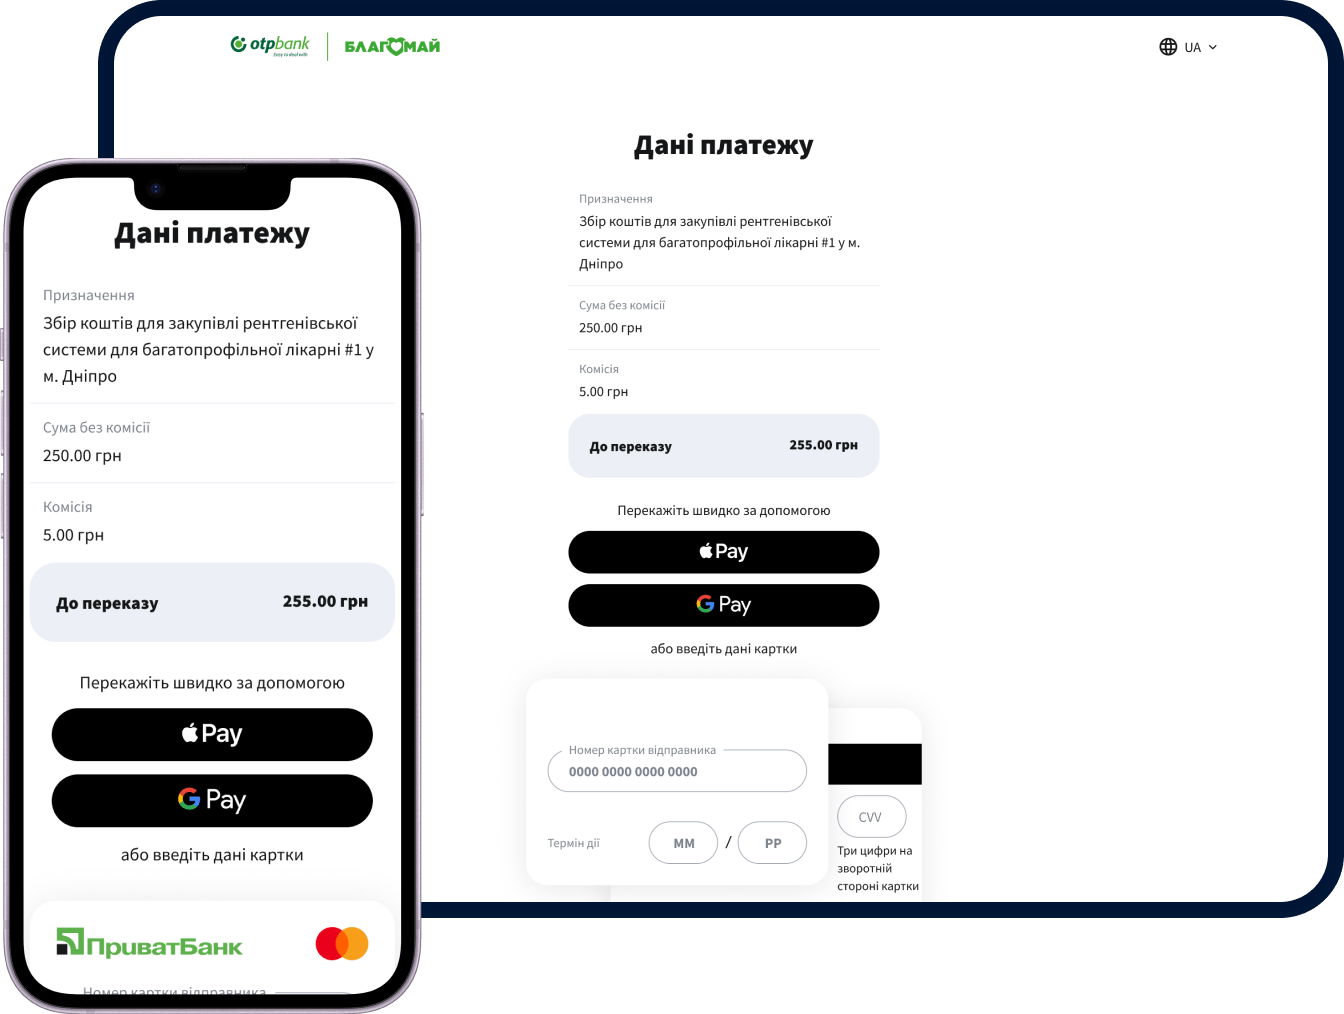 otpbank
Easy to deal with
БЛАГОМАЙ
UA
Дані платежу
Призначення
Збір коштів для закупівлі рентгенівської
системи для багатопрофільної лікарні #1 у м.
Дніпро
Сума без комісії
250.00 грн
Комісія
5.00 грн
До переказу 255.00 грн
Перекажіть швидко за допомогою
Pay
G Pay
або введіть дані картки
Номер картки відправника
0000 0000 0000 0000
Термін дії
ММ / РР
CVV
Три цифри на
зворотній
стороні картки
Дані платежу
Призначення
Збір коштів для закупівлі рентгенівської
системи для багатопрофільної лікарні #1 у
м. Дніпро
Сума без комісії
250.00 грн
Комісія
5.00 грн
До переказу 255.00 грн
Перекажіть швидко за допомогою
Pay
G Pay
або введіть дані картки
ПриватБанк
Номер картки відправника